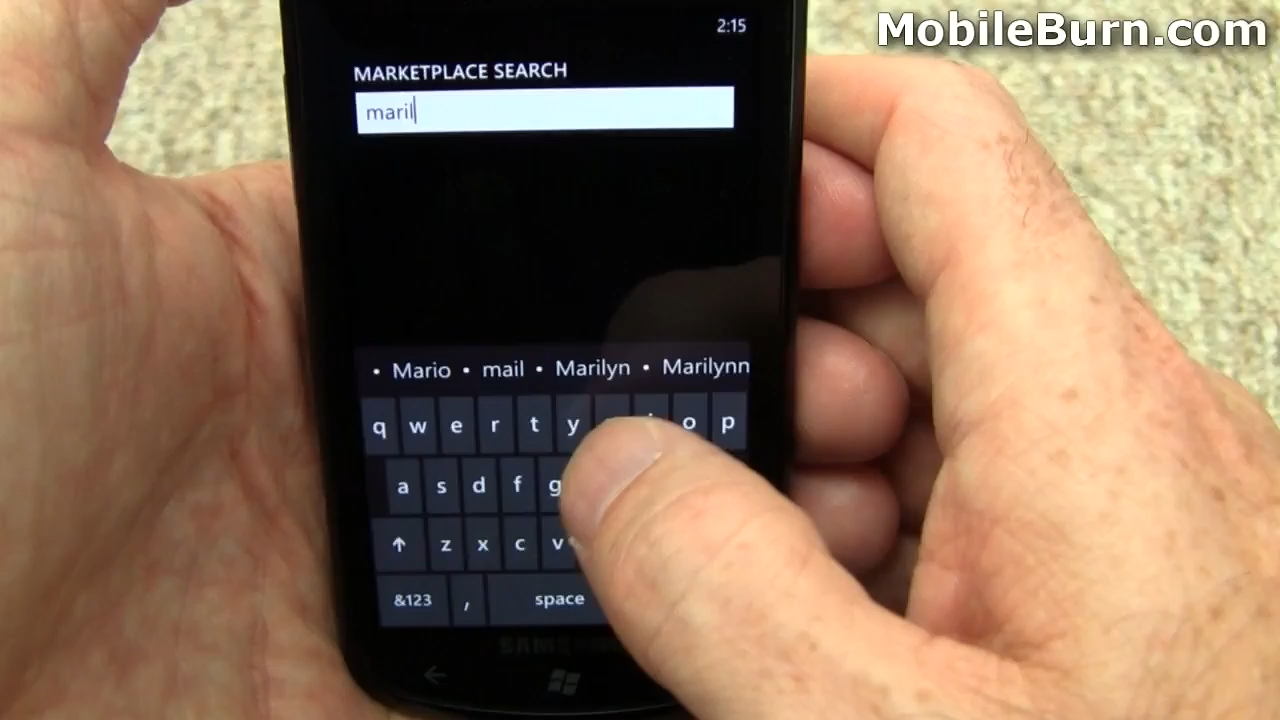 MobileBurn.com
2:15
MARKETPLACE SEARCH
maril
• Mario • mail • Marilyn • Marilynn
q w e r t y o p
a s d f g
z x c v
&123 , space
SAMSUNG